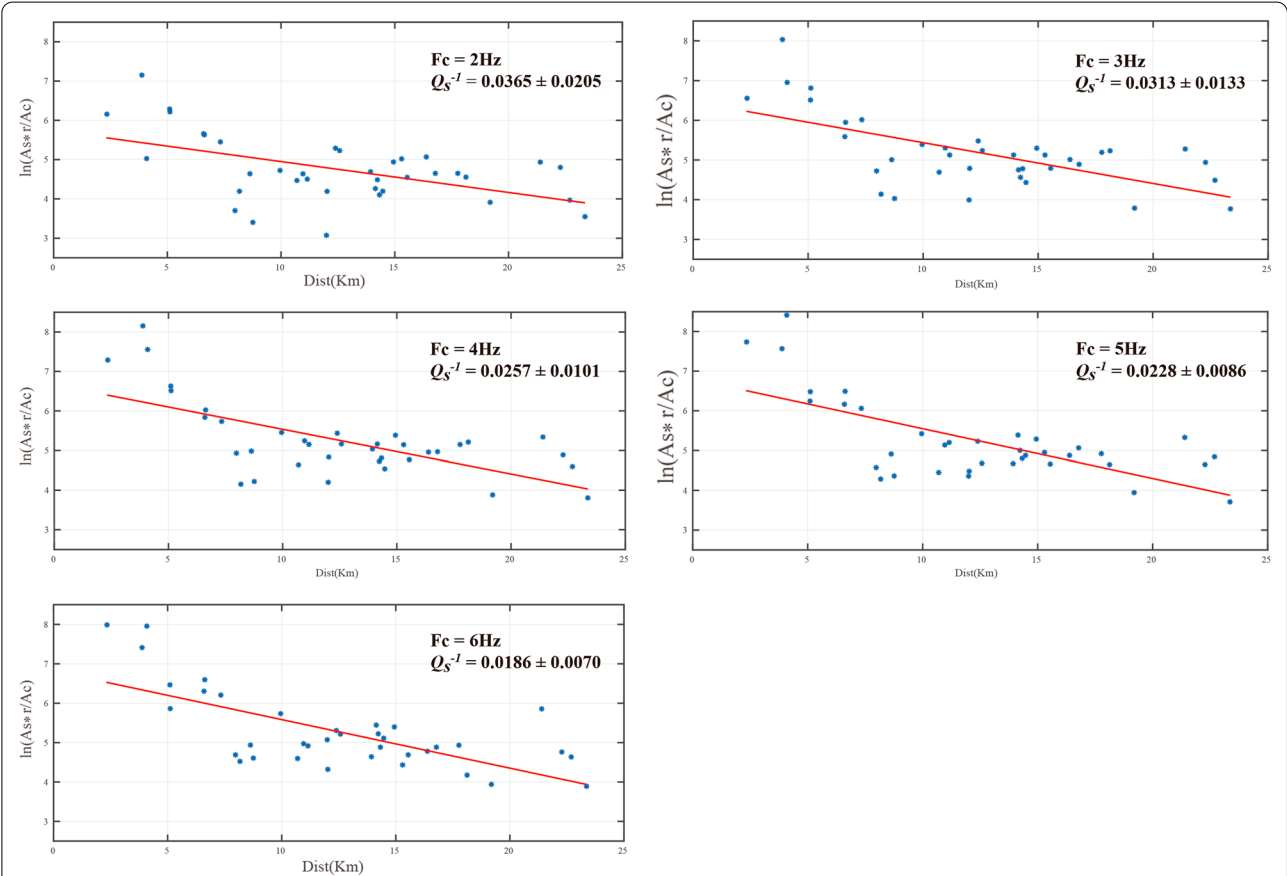 Fc = 2Hz
Qs⁻¹ = 0.0365 ± 0.0205
ln(As* r/Ac)
8
7
6
5
4
3
0 5 10 15 20 25
Dist(Km)
Fc = 3Hz
Qs⁻¹ = 0.0313 ± 0.0133
ln(As* r/Ac)
8
7
6
5
4
3
0 5 10 15 20 25
Dist(Km)
Fc = 4Hz
Qs⁻¹ = 0.0257 ± 0.0101
ln(As* r/Ac)
8
7
6
5
4
3
0 5 10 15 20 25
Dist(Km)
Fc = 5Hz
Qs⁻¹ = 0.0228 ± 0.0086
ln(As* r/Ac)
8
7
6
5
4
3
0 5 10 15 20 25
Dist(Km)
Fc = 6Hz
Qs⁻¹ = 0.0186 ± 0.0070
ln(As* r/Ac)
8
7
6
5
4
3
0 5 10 15 20 25
Dist(Km)